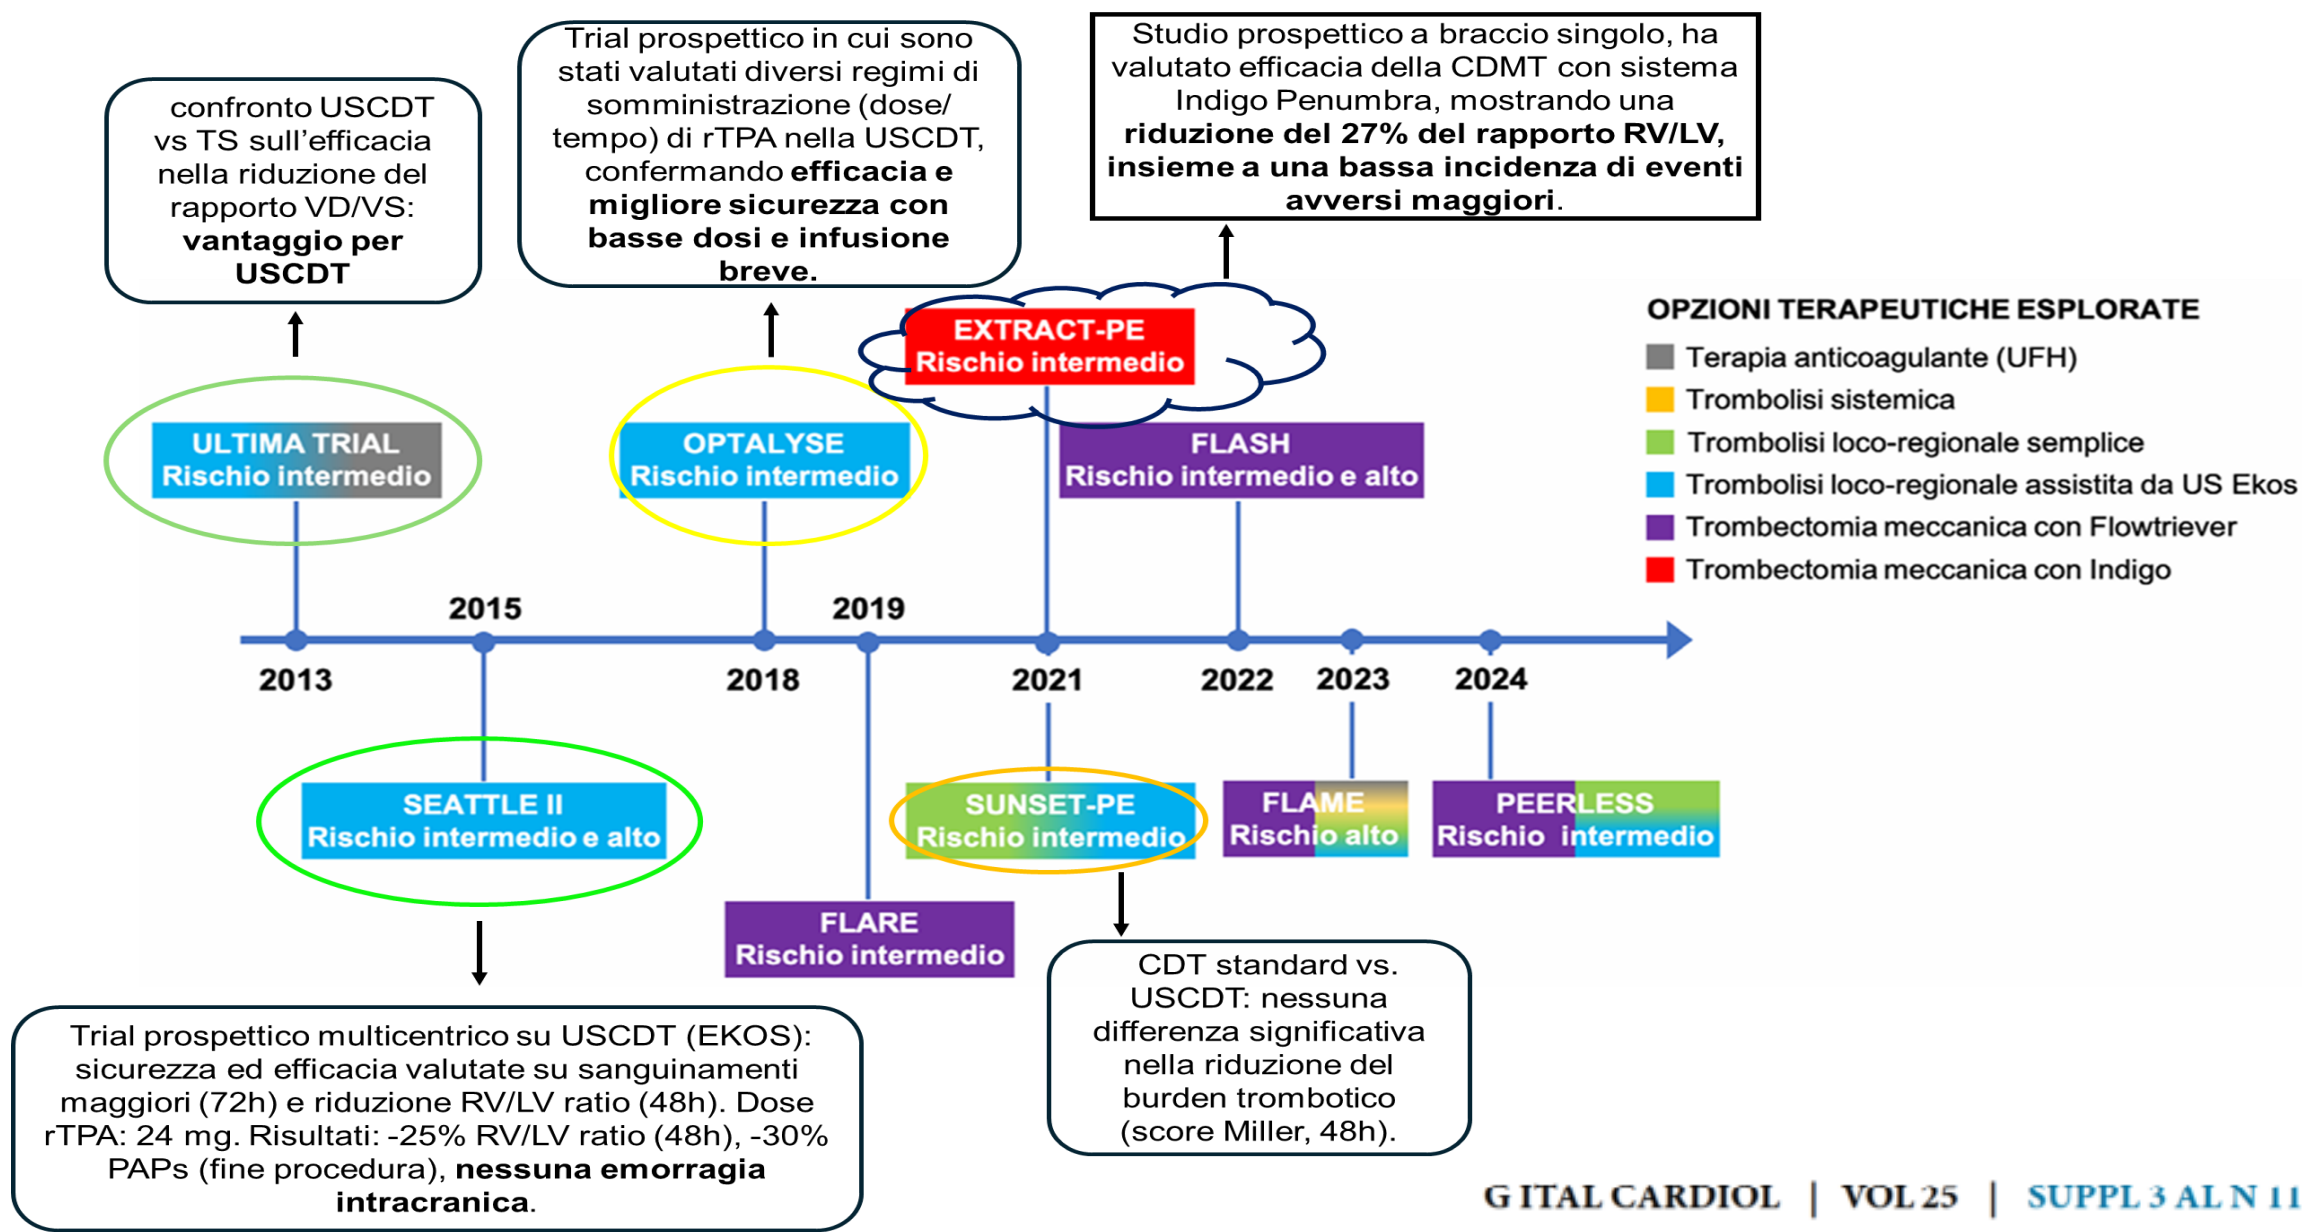 confronto USCDT
vs TS sull’efficacia
nella riduzione del
rapporto VD/VS:
vantaggio per
USCDT
Trial prospettico in cui sono
stati valutati diversi regimi di
somministrazione (dose/
tempo) di rTPA nella USCDT,
confermando efficacia e
migliore sicurezza con
basse dosi e infusione
breve.
Studio prospettico a braccio singolo, ha
valutato efficacia della CDMT con sistema
Indigo Penumbra, mostrando una
riduzione del 27% del rapporto RV/LV,
insieme a una bassa incidenza di eventi
avversi maggiori.
EXTRACT-PE
Rischio intermedio
ULTIMA TRIAL
Rischio intermedio
OPTALYSE
Rischio intermedio
FLASH
Rischio intermedio e alto
OPZIONI TERAPEUTICHE ESPLORATE
Terapia anticoagulante (UFH)
Trombolisi sistemica
Trombolisi loco-regionale semplice
Trombolisi loco-regionale assistita da US Ekos
Trombectomia meccanica con Flowtriever
Trombectomia meccanica con Indigo
2015
2019
2013
2018
2021
2022
2023
2024
SEATTLE II
Rischio intermedio e alto
SUNSET-PE
Rischio intermedio
FLAME
Rischio alto
PEERLESS
Rischio intermedio
FLARE
Rischio intermedio
CDT standard vs.
USCDT: nessuna
differenza significativa
nella riduzione del
burden trombotico
(score Miller, 48h).
Trial prospettico multicentrico su USCDT (EKOS):
sicurezza ed efficacia valutate su sanguinamenti
maggiori (72h) e riduzione RV/LV ratio (48h). Dose
rTPA: 24 mg. Risultati: -25% RV/LV ratio (48h), -30%
PAPs (fine procedura), nessuna emorragia
intracranica.
G ITAL CARDIOL | VOL 25 | SUPPL 3 AL N 11